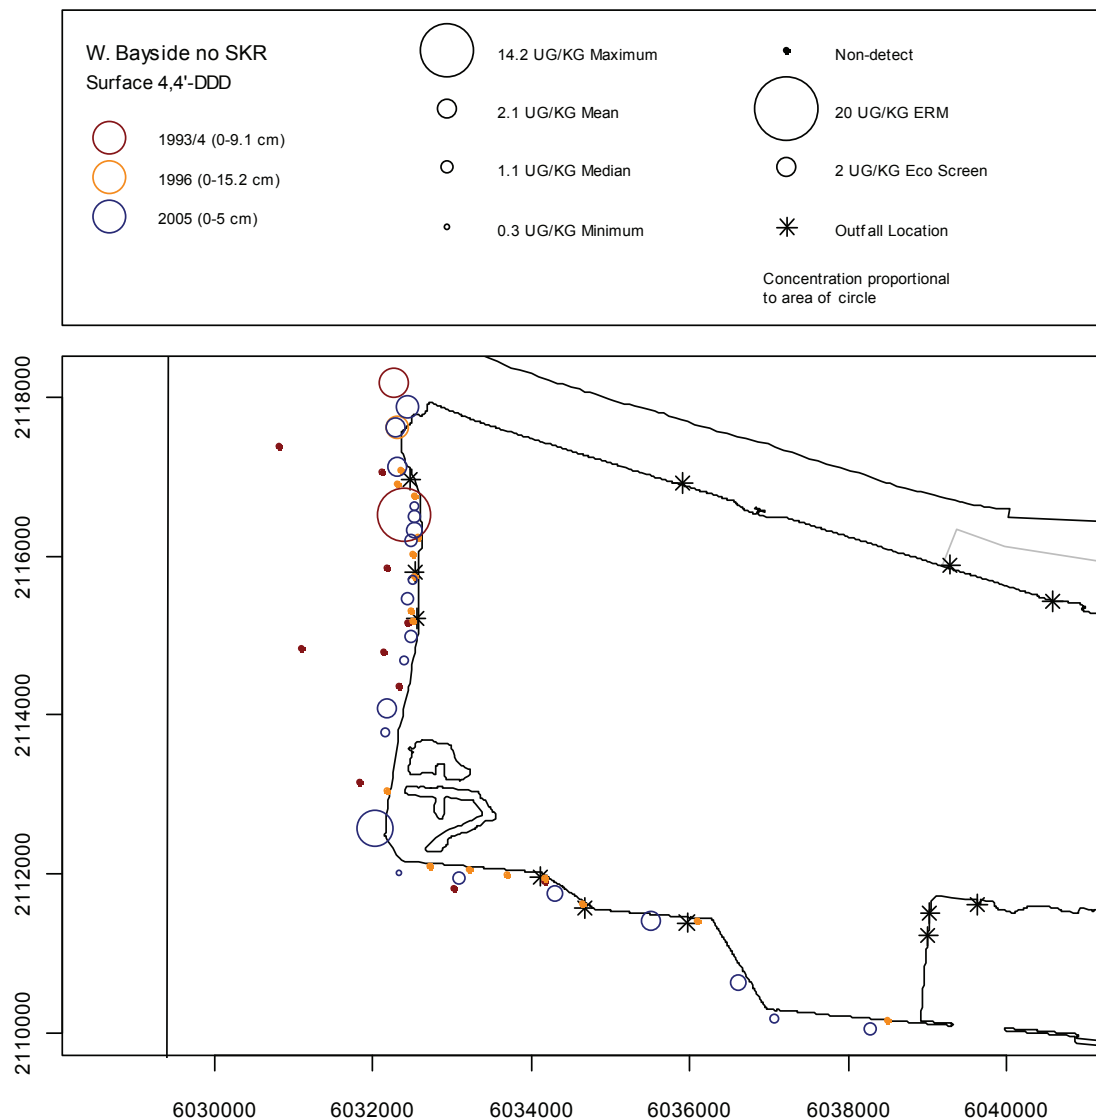 W. Bayside no SKR
Surface 4,4'-DDD
1993/4 (0-9.1 cm)
1996 (0-15.2 cm)
2005 (0-5 cm)
14.2 UG/KG Maximum
2.1 UG/KG Mean
1.1 UG/KG Median
0.3 UG/KG Minimum
Non-detect
20 UG/KG ERM
2 UG/KG Eco Screen
Outfall Location
Concentration proportional
to area of circle
2118000
2116000
2114000
2112000
2110000
6030000 6032000 6034000 6036000 6038000 6040000